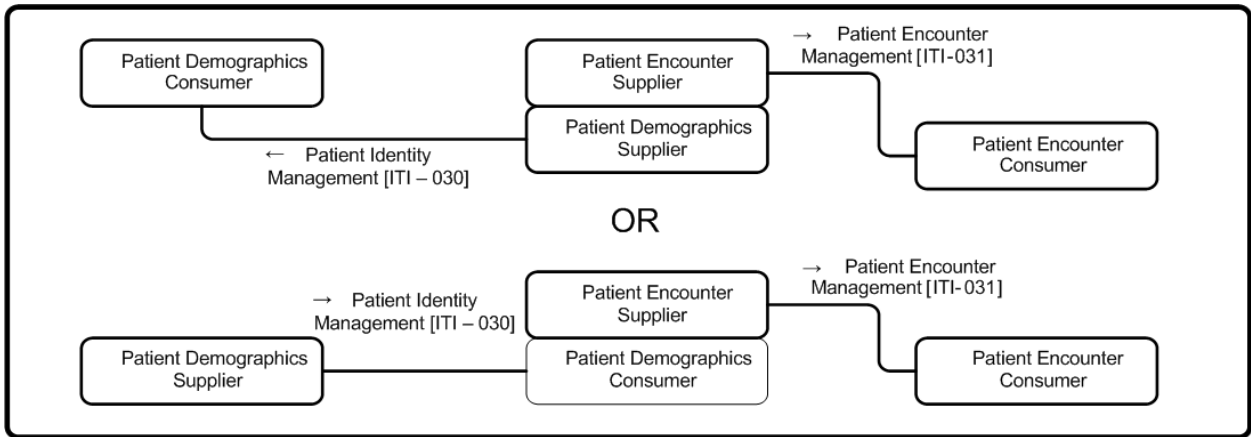 Patient Demographics
Consumer
Patient Encounter
Supplier
→ Patient Encounter
Management [ITI-031]
Patient Demographics
Supplier
← Patient Identity
Management [ITI – 030]
Patient Encounter
Consumer
OR
Patient Encounter
Supplier
→ Patient Encounter
Management [ITI-031]
→ Patient Identity
Management [ITI – 030]
Patient Demographics
Supplier
Patient Demographics
Consumer
Patient Encounter
Consumer